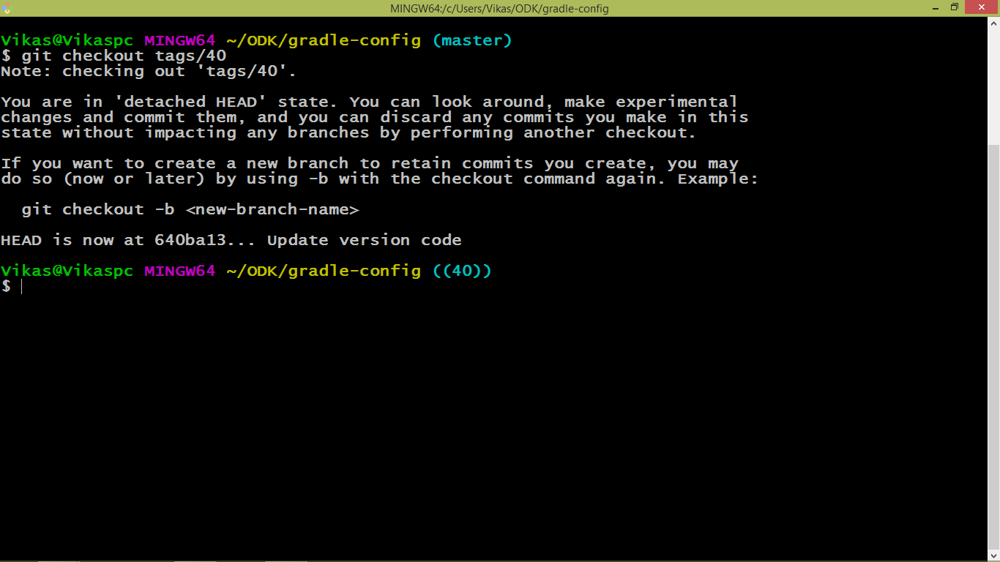 MINGW64:/c/Users/Vikas/ODK/gradle-config
Vikas@Vikaspc MINGW64 ~/ODK/gradle-config (master)
$ git checkout tags/40
Note: checking out 'tags/40'.
You are in 'detached HEAD' state. You can look around, make experimental
changes and commit them, and you can discard any commits you make in this
state without impacting any branches by performing another checkout.
If you want to create a new branch to retain commits you create, you may
do so (now or later) by using -b with the checkout command again. Example:
git checkout -b <new-branch-name>
HEAD is now at 640ba13... Update version code
Vikas@Vikaspc MINGW64 ~/ODK/gradle-config ((40))
$